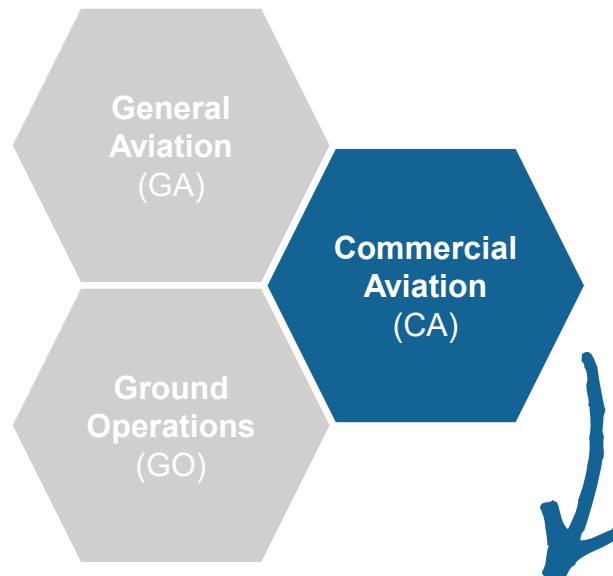 General
Aviation
(GA)
Commercial
Aviation
(CA)
Ground
Operations
(GO)